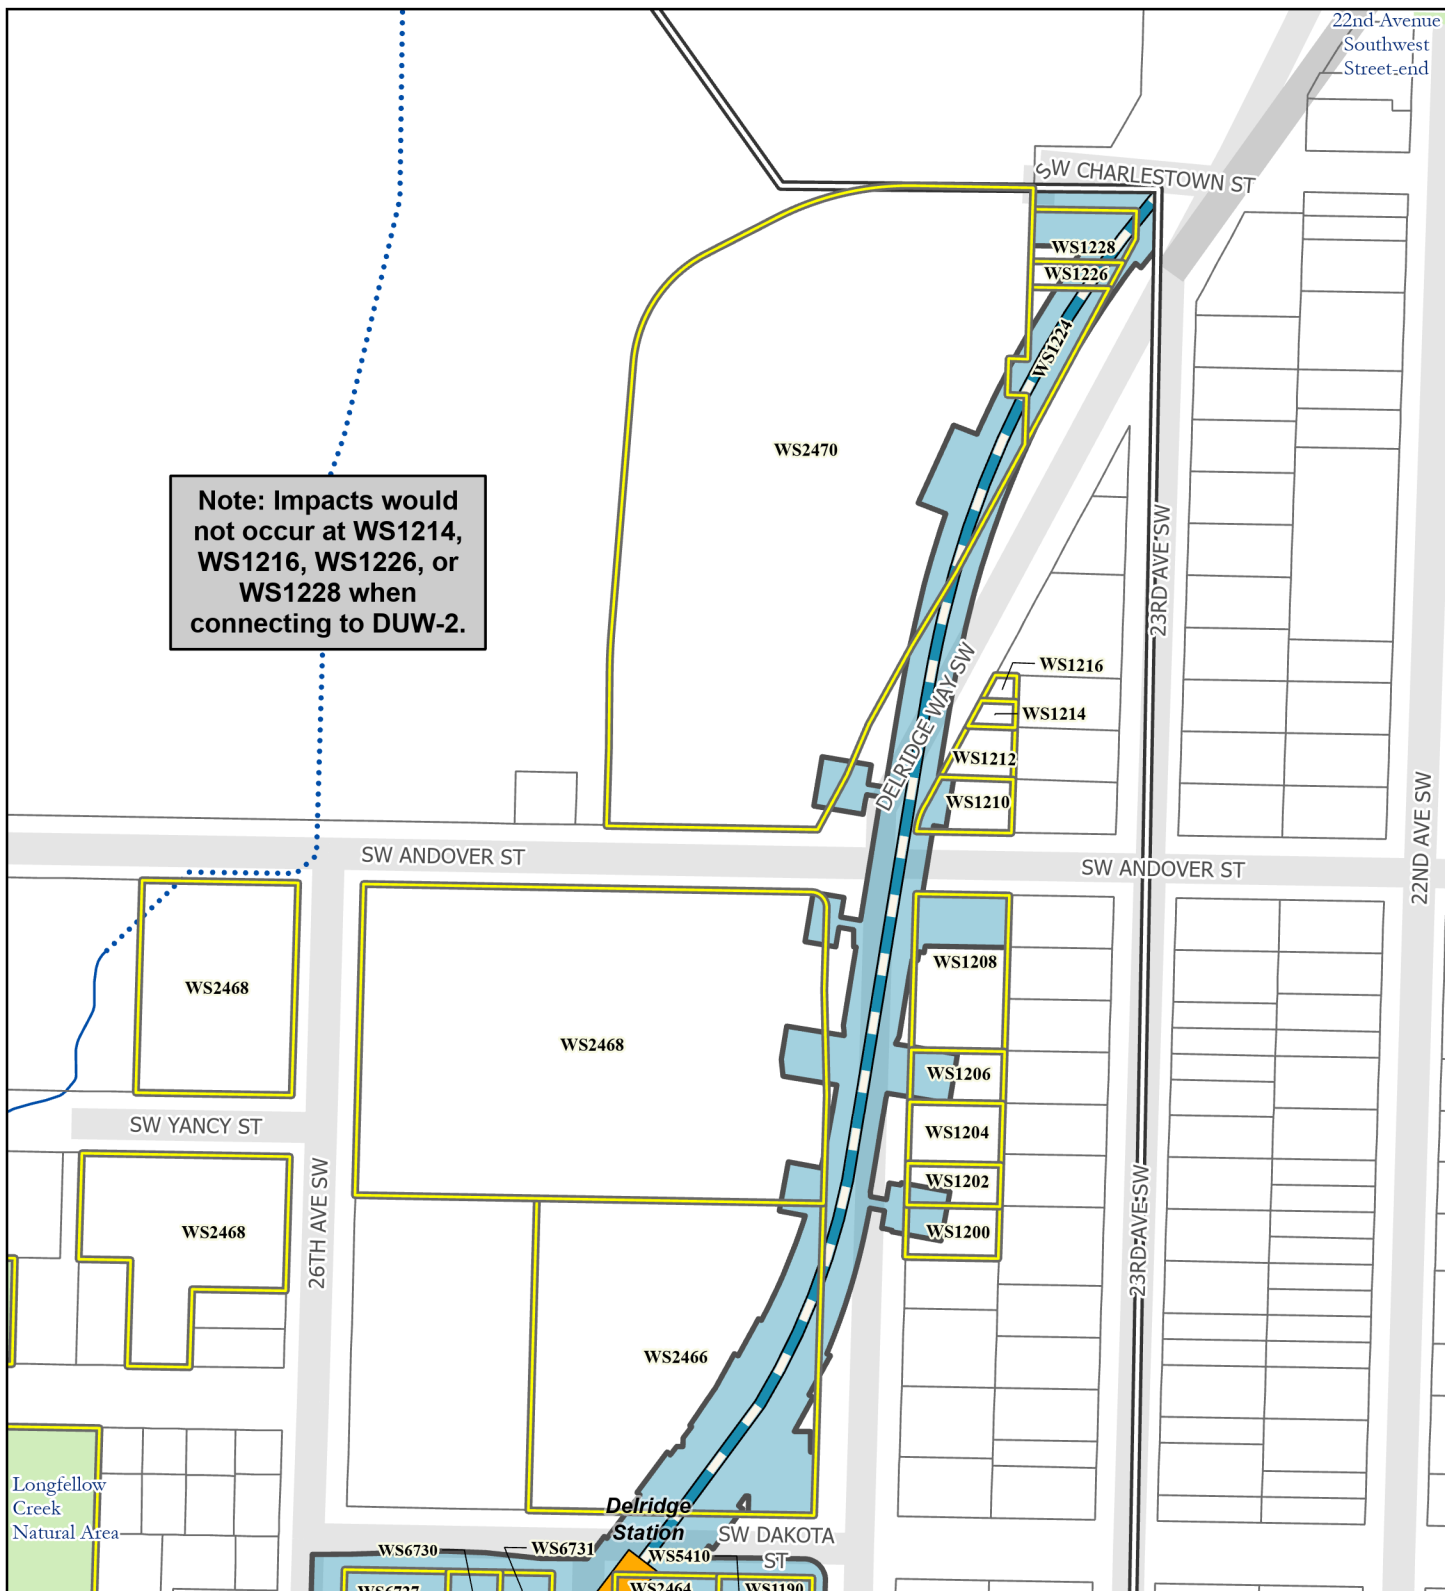 22nd-Avenue
Southwest
Street-end
SW CHARLESTOWN ST
WS1228
WS1226
WS1224
WS2470
Note: Impacts would
not occur at WS1214,
WS1216, WS1226, or
WS1228 when
connecting to DUW-2.
23RD AVE SW
WS1216
WS1214
DELRIDGE WAY SW
WS1212
WS1210
22ND AVE SW
SW ANDOVER ST
SW ANDOVER ST
WS1208
WS2468
WS2468
WS1206
SW YANCY ST
WS1204
26TH AVE SW
WS1202
23RD AVE SW
WS2468
WS1200
WS2466
Longfellow
Creek
Natural Area
Delridge
Station
SW DAKOTA
ST
WS6730
WS6731
WS5410
WS6727
WS2464
WS1190